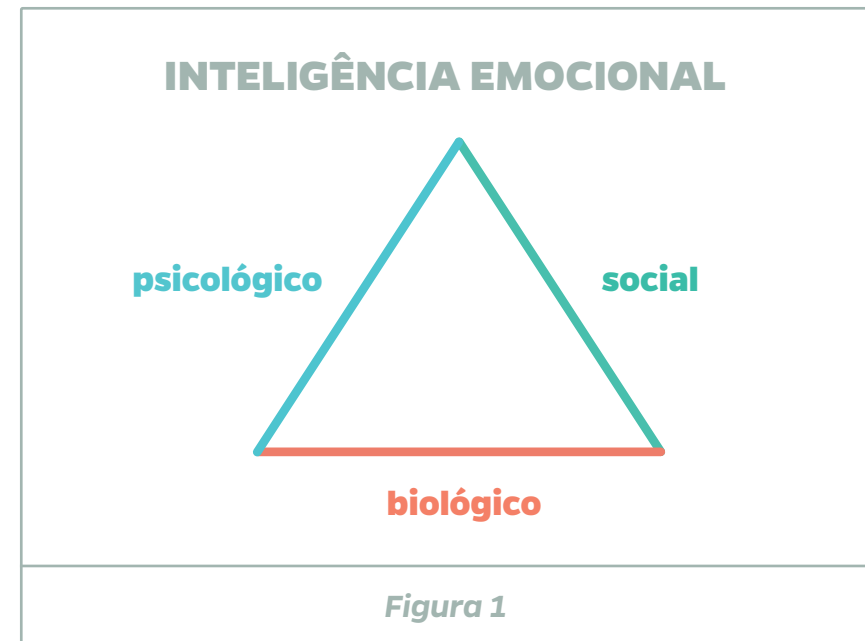 INTELIGÊNCIA EMOCIONAL
psicológico
social
biológico
Figura 1